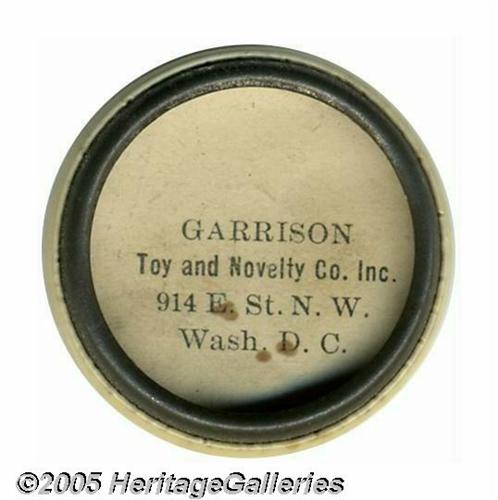 GARRISON
Toy and Novelty Co. Inc.
914 E. St. N. W.
Wash. D. C.
©2005 HeritageGalleries